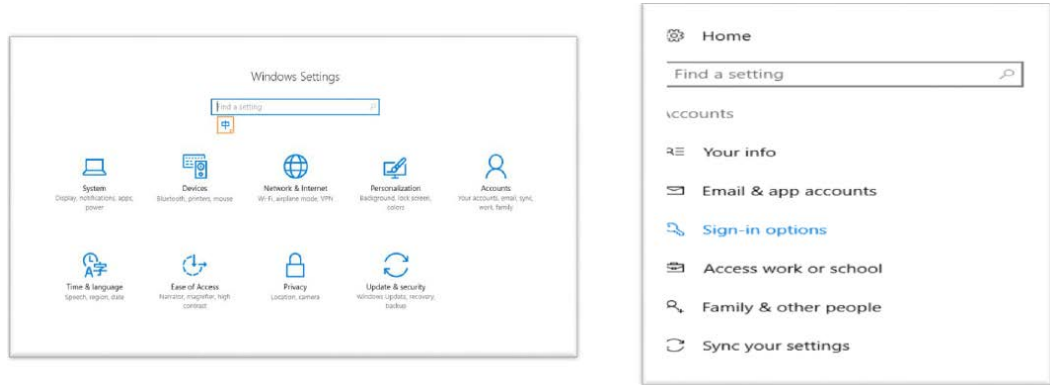 Windows Settings
Find a setting
中
System
Display, notifications, apps,
power
Devices
Bluetooth, printers, mouse
Network & Internet
Wi-Fi, airplane mode, VPN
Personalization
Background, lock screen,
colors
Accounts
Your accounts, email, sync,
work, family
Time & language
Speech, region, date
Ease of Access
Narrator, magnifier, high
contrast
Privacy
Location, camera
Update & security
Windows Update, recovery,
backup
Home
Find a setting
Accounts
Your info
Email & app accounts
Sign-in options
Access work or school
Family & other people
Sync your settings